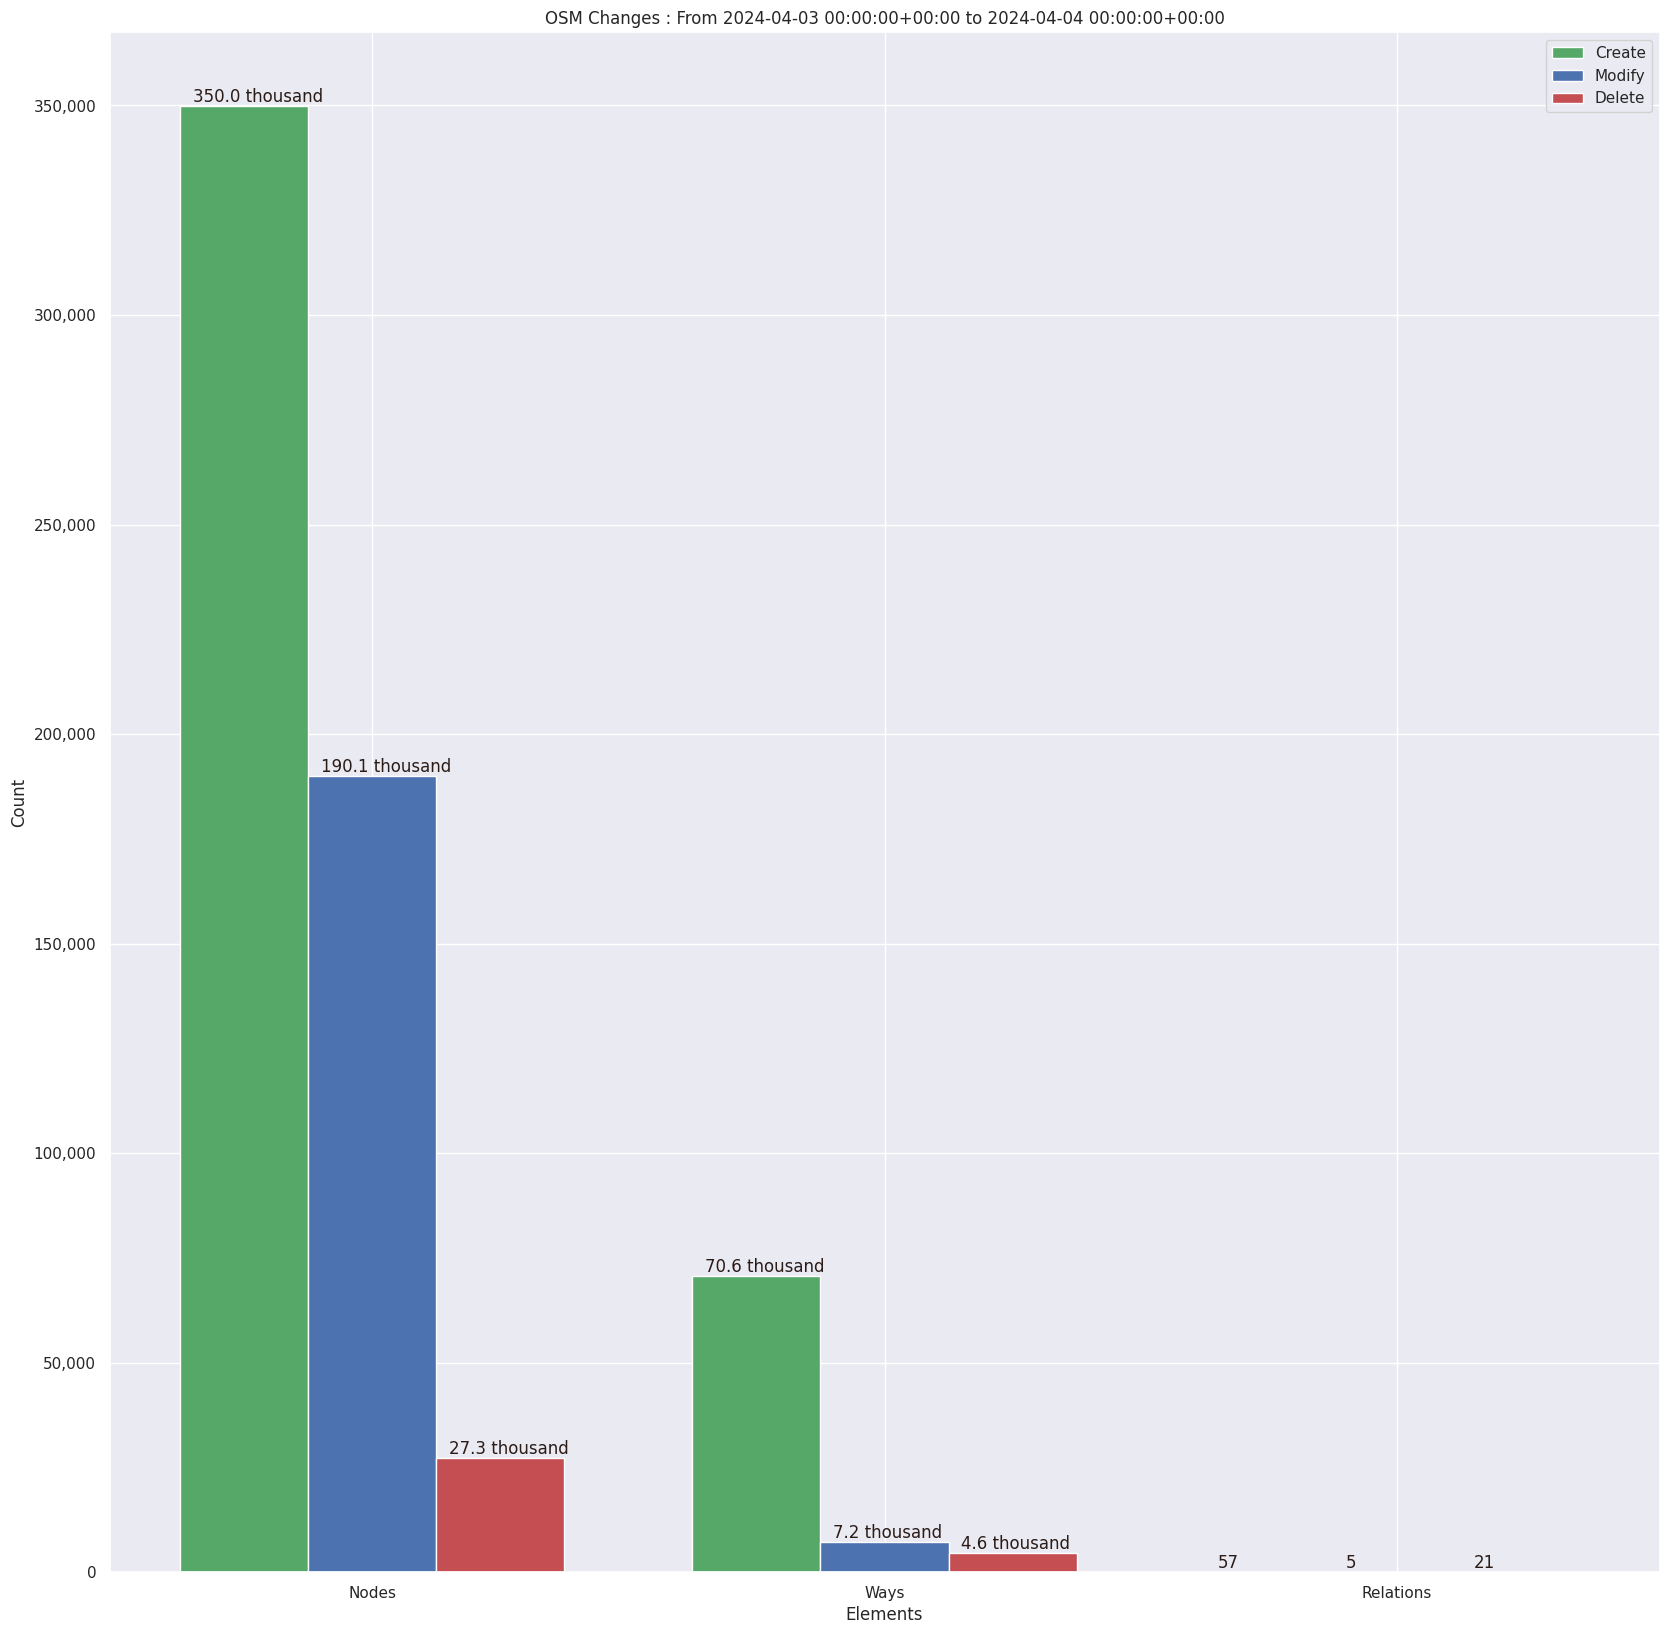 OSM Changes : From 2024-04-03 00:00:00+00:00 to 2024-04-04 00:00:00+00:00
Create
Modify
Delete
350,000
300,000
250,000
200,000
150,000
100,000
50,000
0
Count
350.0 thousand
190.1 thousand
27.3 thousand
70.6 thousand
7.2 thousand
4.6 thousand
57
5
21
Nodes
Ways
Relations
Elements